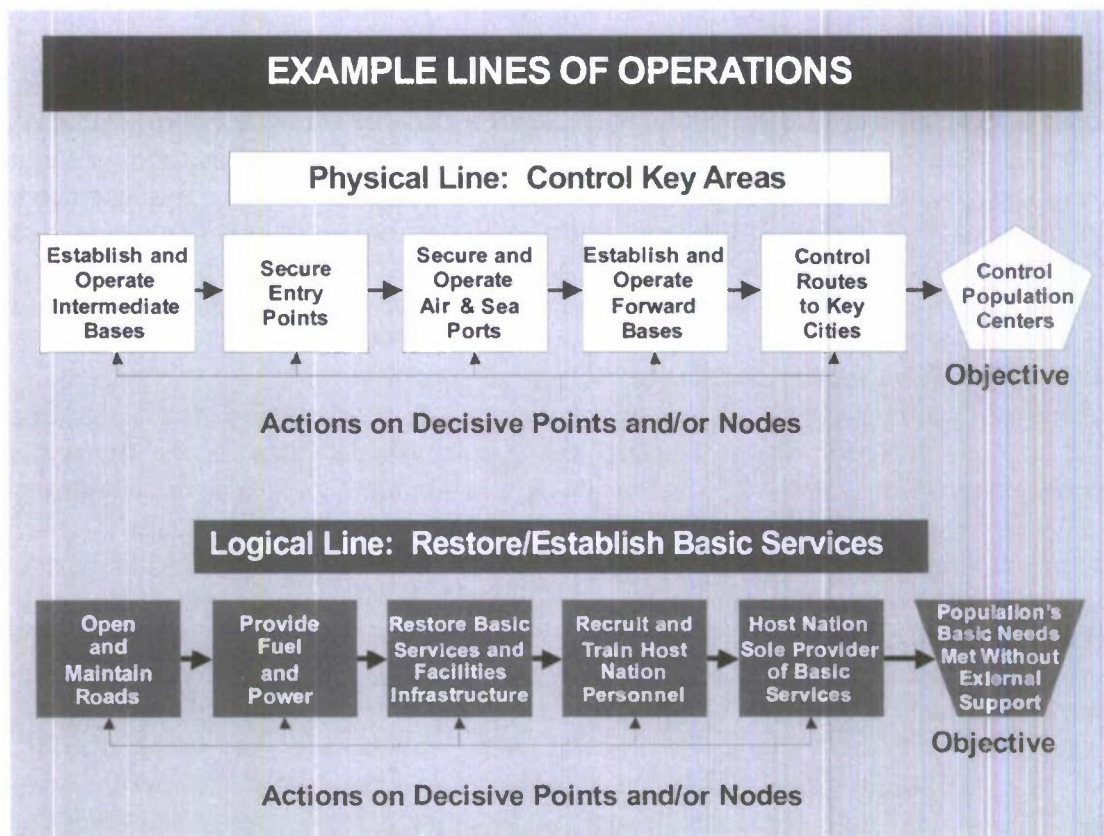 EXAMPLE LINES OF OPERATIONS
Physical Line: Control Key Areas
Establish and
Operate
Intermediate
Bases
Secure
Entry
Points
Secure and
Operate
Air & Sea
Ports
Establish and
Operate
Forward
Bases
Control
Routes
to Key
Cities
Control
Population
Centers
Objective
Actions on Decisive Points and/or Nodes
Logical Line: Restore/Establish Basic Services
Open
and
Maintain
Roads
Provide
Fuel
and
Power
Restore Basic
Services and
Facilities
Infrastructure
Recruit and
Train Host
Nation
Personnel
Host Nation
Sole Provider
of Basic
Services
Population's
Basic Needs
Met Without
External
Support
Objective
Actions on Decisive Points and/or Nodes